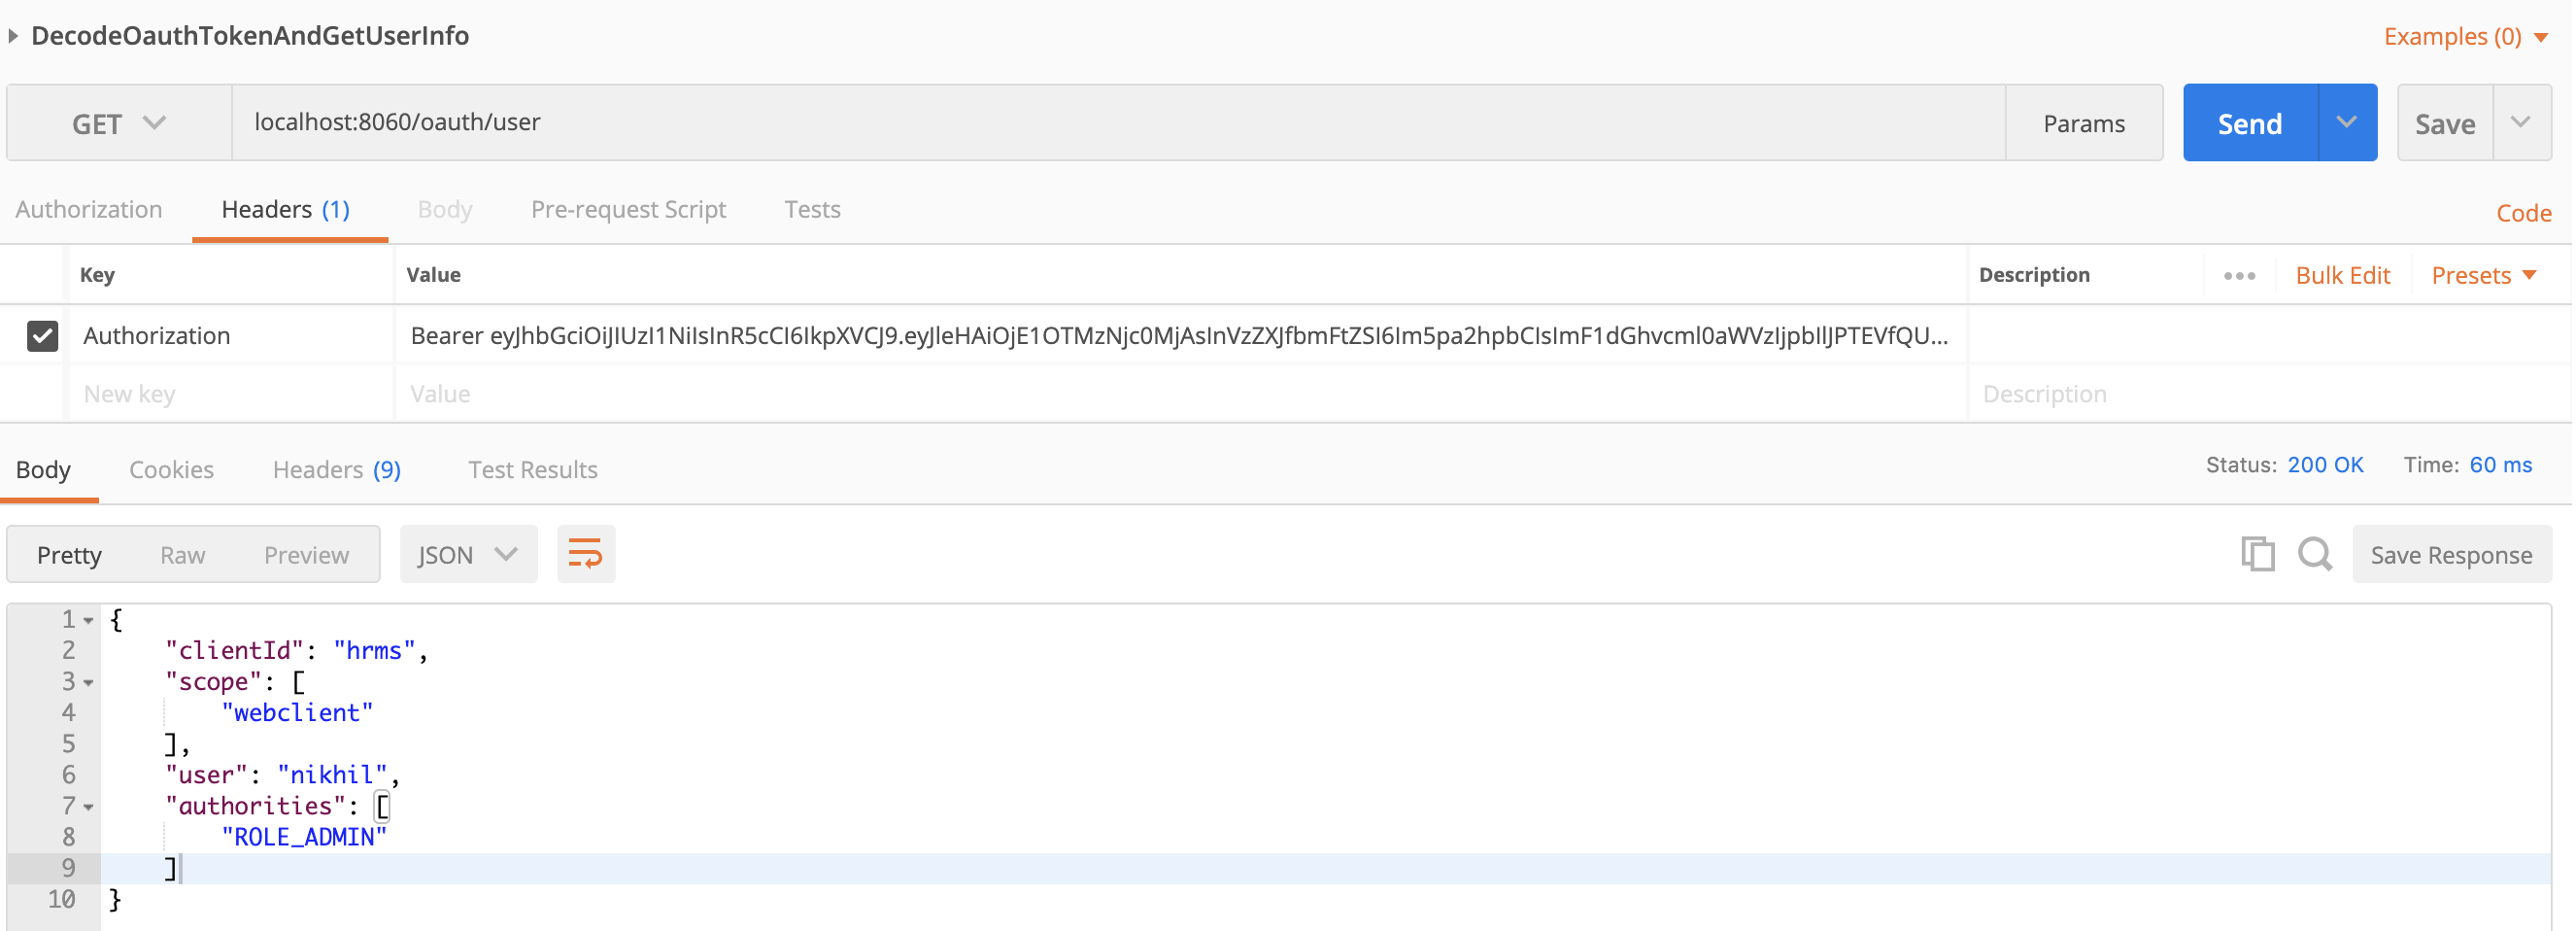 DecodeOauthTokenAndGetUserInfo Examples (0)
GET localhost:8060/oauth/user Params Send Save
Authorization Headers (1) Body Pre-request Script Tests Code
Key Value Description ••• Bulk Edit Presets
Authorization Bearer eyJhbGciOiJIUzI1NiIsInR5cCI6IkpXVCJ9.eyJleHAiOjE1OTMzNjc0MjAsInVzZXJfbmFtZSI6Im5pa2hpbCIsImF1dGhvcml0aWVzIjpbIlJPTEVfQU...
New key Value Description
Body Cookies Headers (9) Test Results Status: 200 OK Time: 60 ms
Pretty Raw Preview JSON Save Response
1 {
2 "clientId": "hrms",
3 "scope": [
4 "webclient"
5 ],
6 "user": "nikhil",
7 "authorities": [
8 "ROLE_ADMIN"
9 ]
10 }